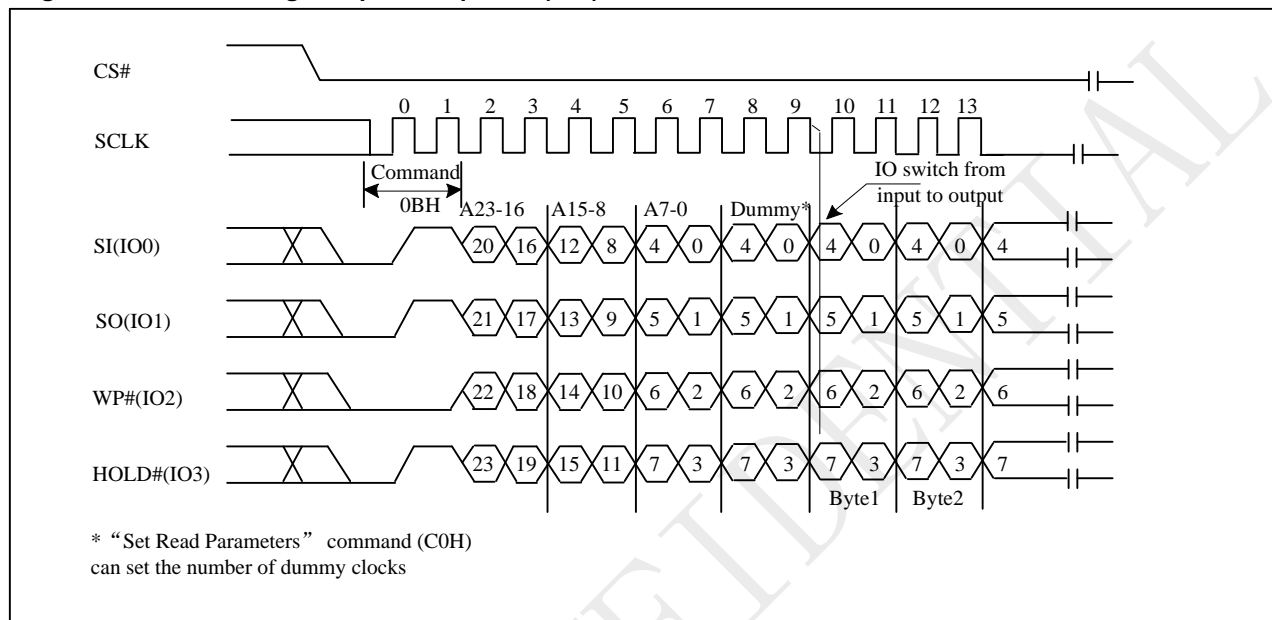 CS#
0 1 2 3 4 5 6 7 8 9 10 11 12 13
SCLK
Command
IO switch from
input to output
0BH
A23-16 A15-8 A7-0 Dummy*
SI(IO0) 20 16 12 8 4 0 4 0 4 0 4 0 4
SO(IO1) 21 17 13 9 5 1 5 1 5 1 5 1 5
WP#(IO2) 22 18 14 10 6 2 6 2 6 2 6 2 6
HOLD#(IO3) 23 19 15 11 7 3 7 3 7 3 7 3 7
Byte1 Byte2
* “Set Read Parameters” command (C0H)
can set the number of dummy clocks